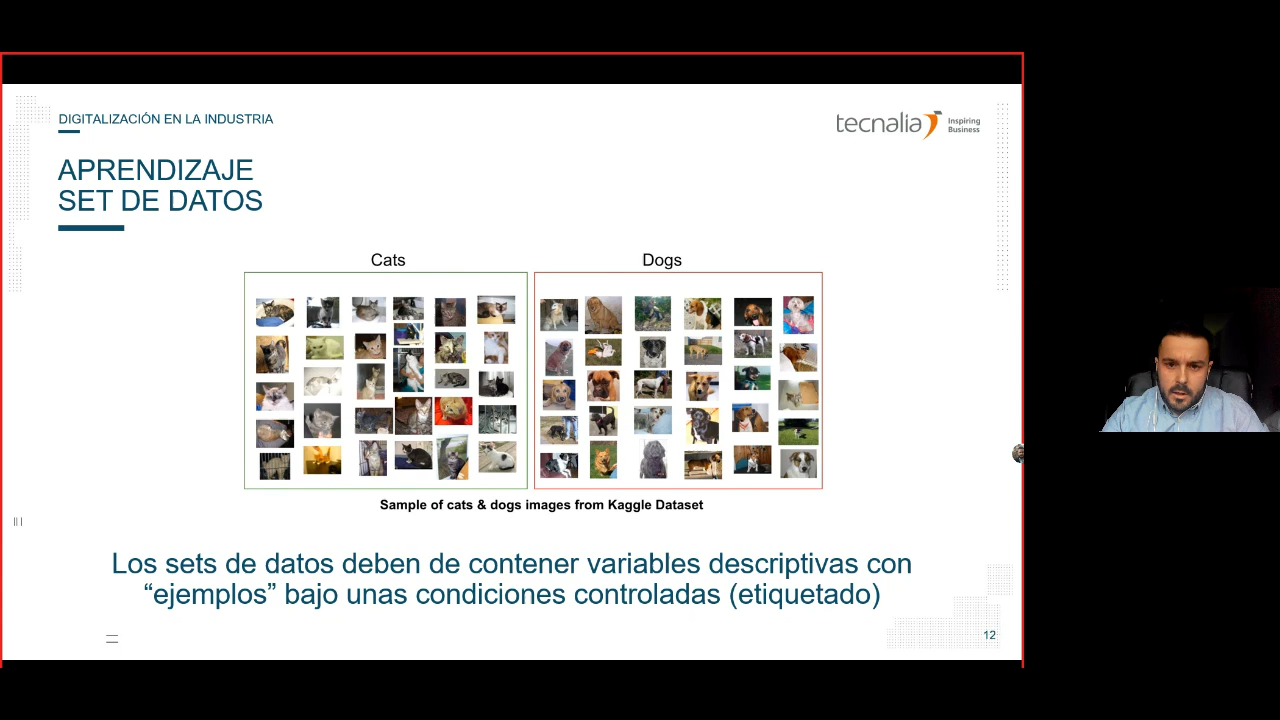 DIGITALIZACIÓN EN LA INDUSTRIA
tecnalia Inspiring
Business
APRENDIZAJE
SET DE DATOS
Cats
Dogs
Sample of cats & dogs images from Kaggle Dataset
Los sets de datos deben de contener variables descriptivas con
“ejemplos” bajo unas condiciones controladas (etiquetado)
12